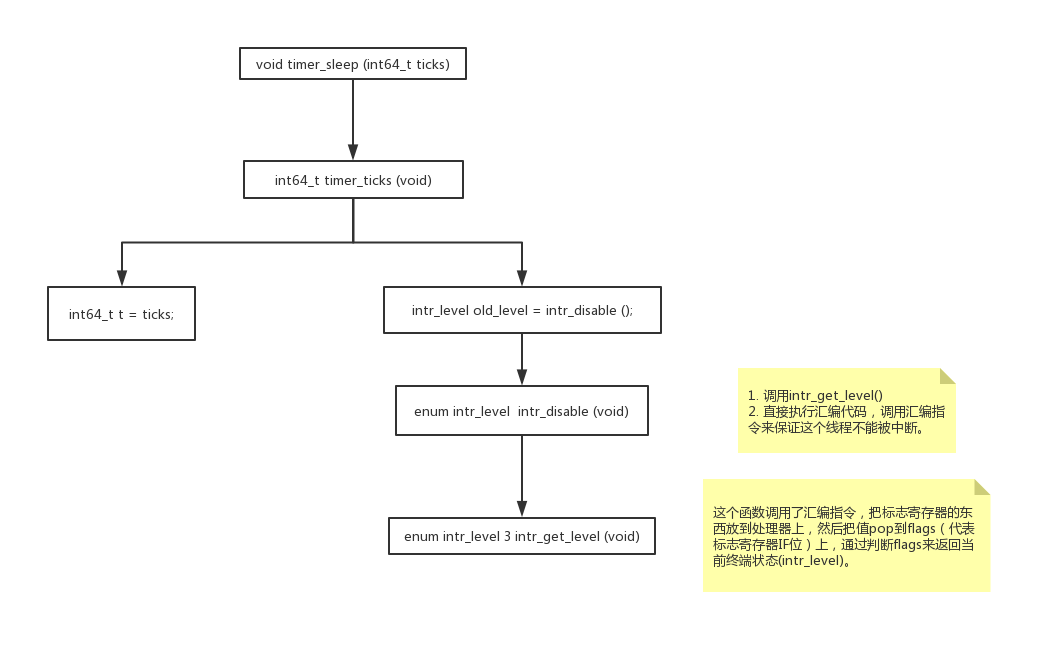 void timer_sleep (int64_t ticks)
int64_t timer_ticks (void)
int64_t t = ticks;
intr_level old_level = intr_disable ();
enum intr_level  intr_disable (void)
1. 调用intr_get_level()
2. 直接执行汇编代码，调用汇编指
令来保证这个线程不能被中断。
enum intr_level 3 intr_get_level (void)
这个函数调用了汇编指令，把标志寄存器的东
西放到处理器上，然后把值pop到flags（代表
标志寄存器IF位）上，通过判断flags来返回当
前终端状态(intr_level)。